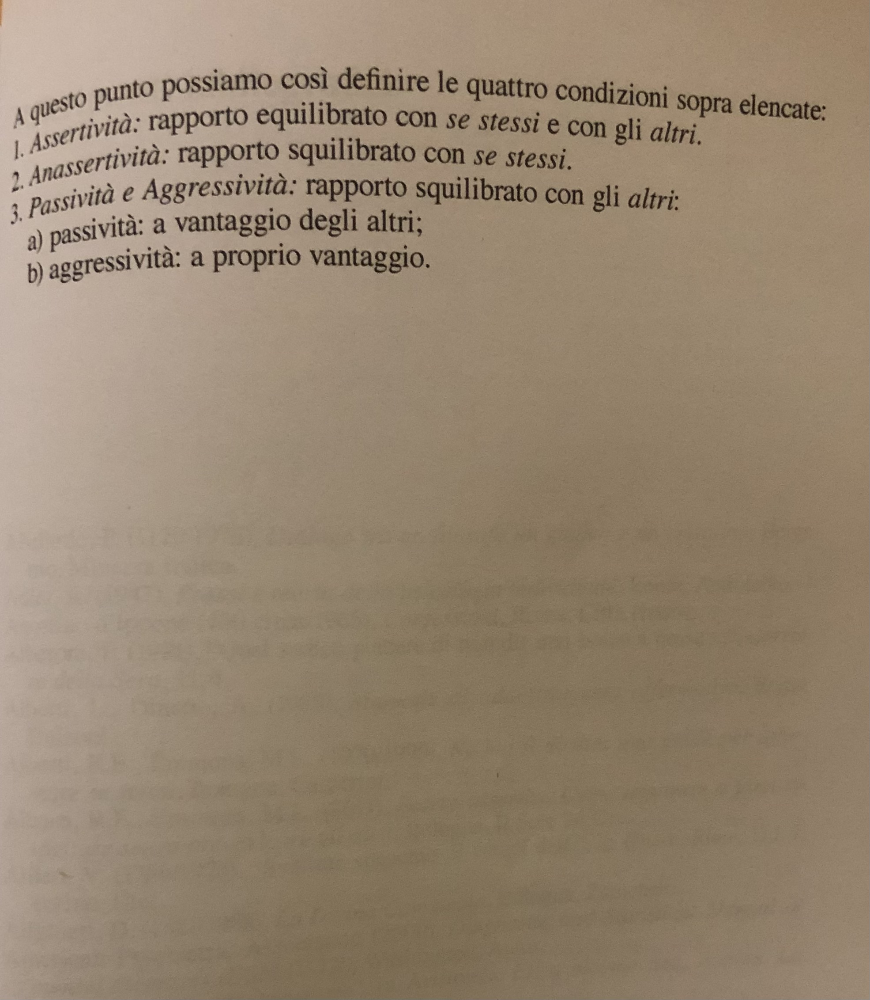 A questo punto possiamo così definire le quattro condizioni sopra elencate:
1. Assertività: rapporto equilibrato con se stessi e con gli altri.
2. Anassertività: rapporto squilibrato con se stessi.
3. Passività e Aggressività: rapporto squilibrato con gli altri:
a) passività: a vantaggio degli altri;
b) aggressività: a proprio vantaggio.